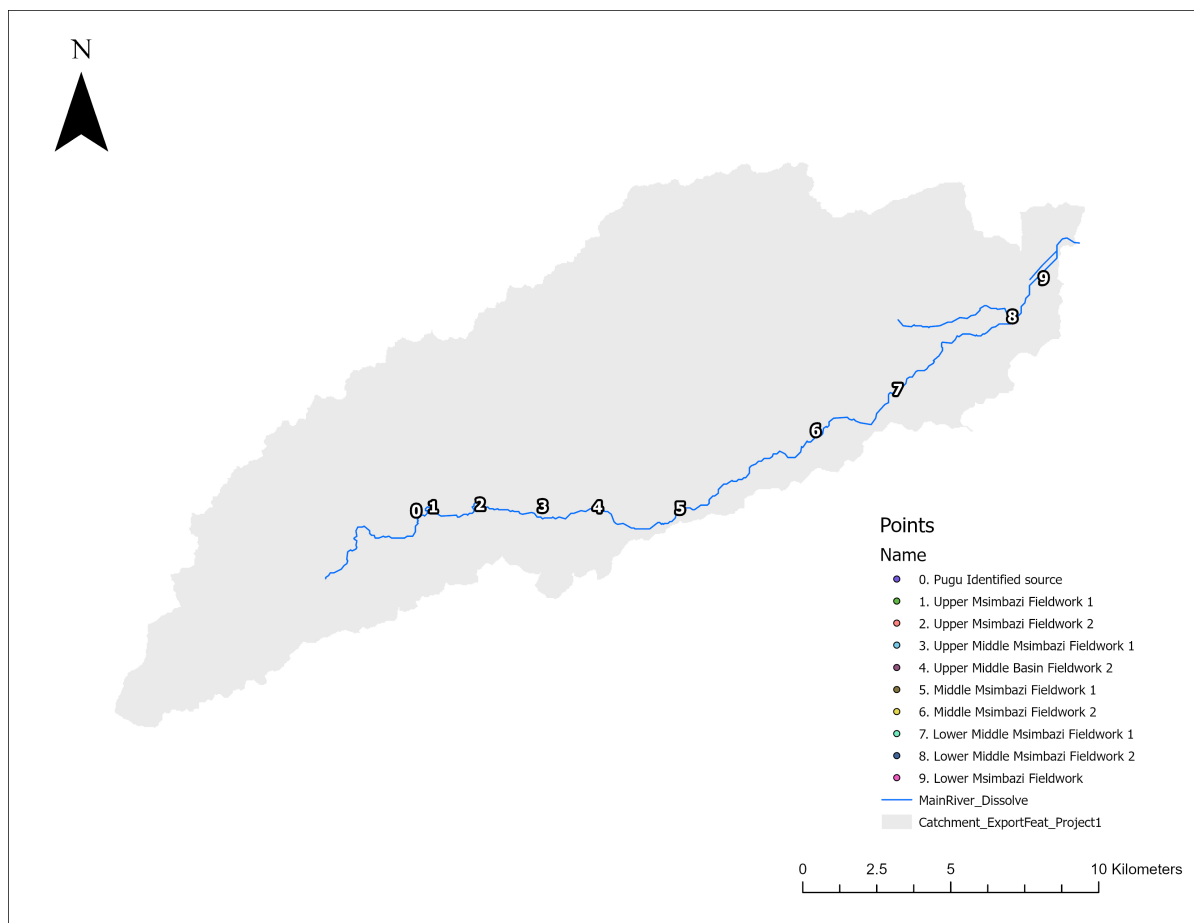 N
9
8
7
6
0 1 2 3 4 5
Points
Name
0. Pugu Identified source
1. Upper Msimbazi Fieldwork 1
2. Upper Msimbazi Fieldwork 2
3. Upper Middle Msimbazi Fieldwork 1
4. Upper Middle Basin Fieldwork 2
5. Middle Msimbazi Fieldwork 1
6. Middle Msimbazi Fieldwork 2
7. Lower Middle Msimbazi Fieldwork 1
8. Lower Middle Msimbazi Fieldwork 2
9. Lower Msimbazi Fieldwork
MainRiver_Dissolve
Catchment_ExportFeat_Project1
0 2.5 5 10 Kilometers